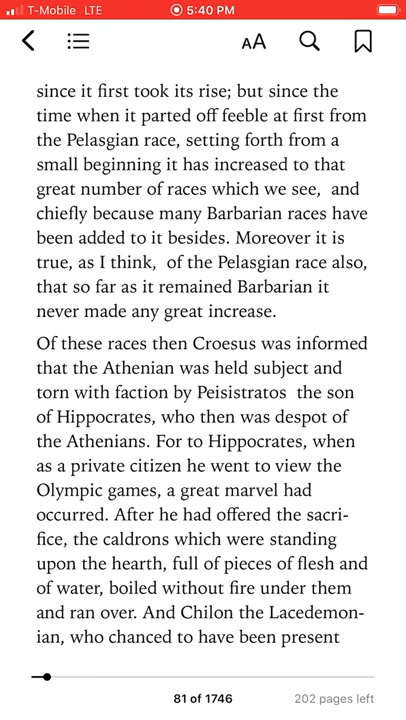 T-Mobile LTE 5:40 PM
AA
since it first took its rise; but since the
time when it parted off feeble at first from
the Pelasgian race, setting forth from a
small beginning it has increased to that
great number of races which we see, and
chiefly because many Barbarian races have
been added to it besides. Moreover it is
true, as I think, of the Pelasgian race also,
that so far as it remained Barbarian it
never made any great increase.
Of these races then Croesus was informed
that the Athenian was held subject and
torn with faction by Peisistratos the son
of Hippocrates, who then was despot of
the Athenians. For to Hippocrates, when
as a private citizen he went to view the
Olympic games, a great marvel had
occurred. After he had offered the sacri-
fice, the caldrons which were standing
upon the hearth, full of pieces of flesh and
of water, boiled without fire under them
and ran over. And Chilon the Lacedemon-
ian, who chanced to have been present
81 of 1746 202 pages left